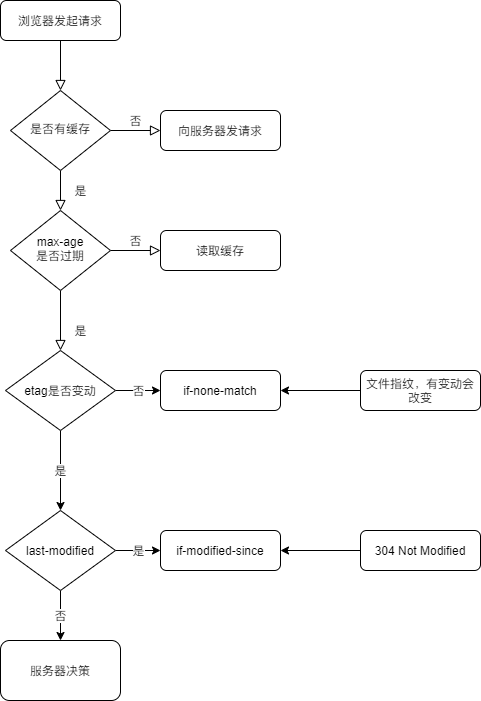 浏览器发起请求
是否有缓存
否
向服务器发请求
是
max-age
是否过期
否
读取缓存
是
etag是否变动
否
if-none-match
文件指纹，有变动会
改变
是
last-modified
是
if-modified-since
304 Not Modified
否
服务器决策